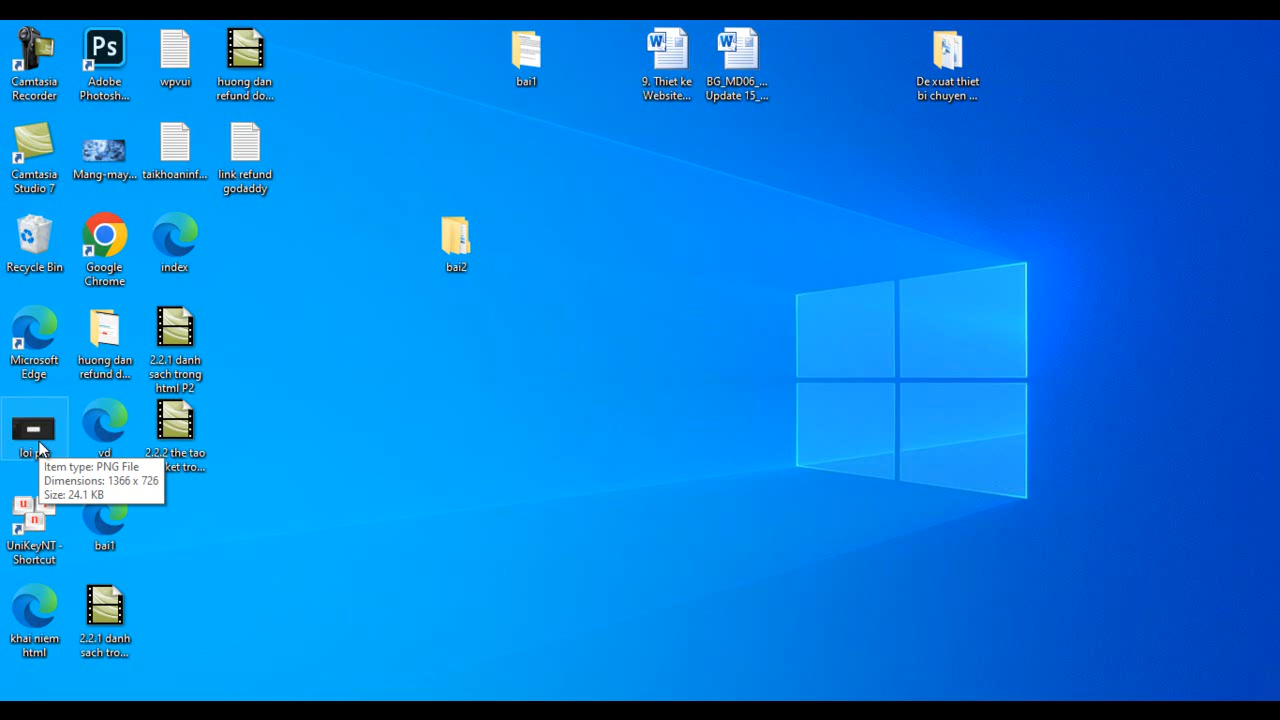 Camtasia
Recorder
Ps
Adobe
Photosh...
wpvui
huong dan
refund do...
bai1
9. Thiet ke
Website...
BG_MD06_...
Update 15_...
De xuat thiet
bi chuyen ...
Camtasia
Studio 7
Mang-may...
taikhoaninf...
link refund
godaddy
Recycle Bin
Google
Chrome
index
bai2
Microsoft
Edge
huong dan
refund d...
2.2.1 danh
sach trong
html P2
loi
vd
2.2.2 the tao
ket tro...
Item type: PNG File
Dimensions: 1366 x 726
Size: 24.1 KB
UniKeyNT -
Shortcut
bai1
khai niem
html
2.2.1 danh
sach tro...